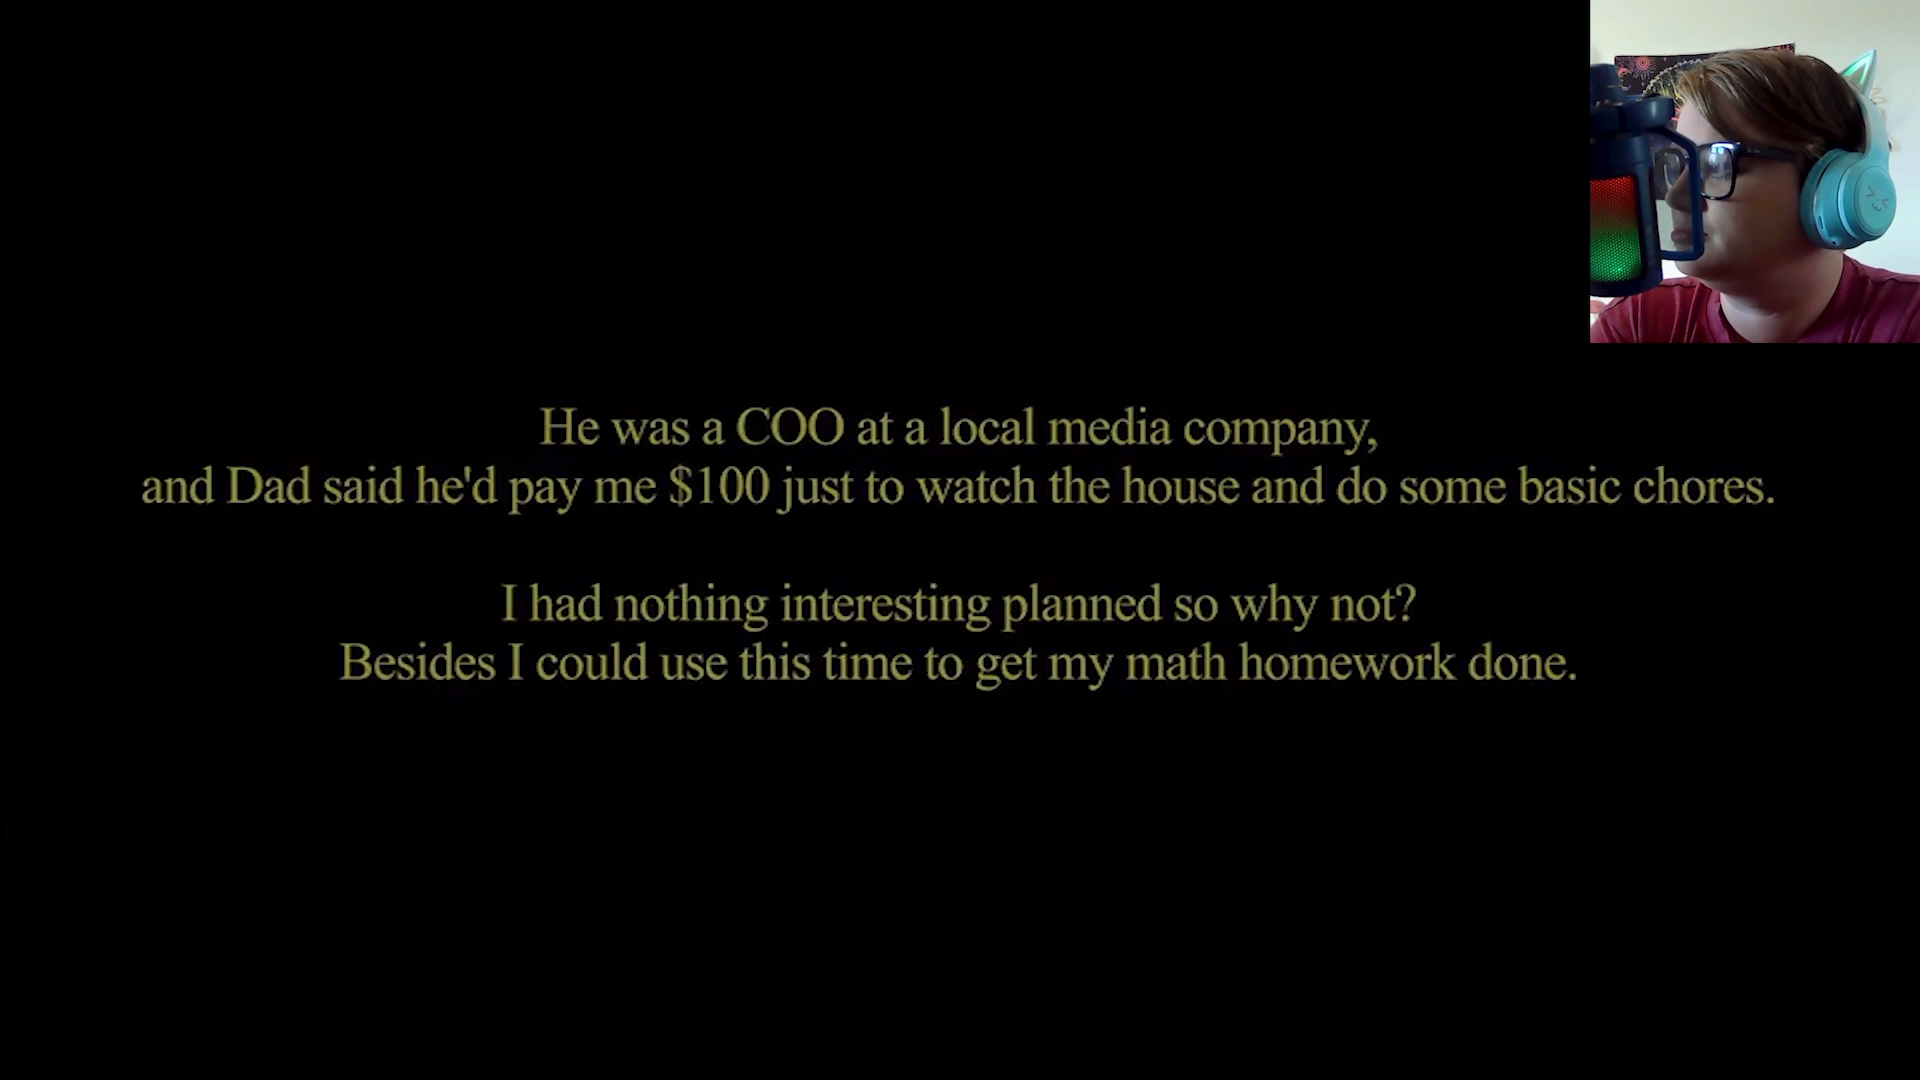 He was a COO at a local media company,
and Dad said he'd pay me $100 just to watch the house and do some basic chores.
I had nothing interesting planned so why not?
Besides I could use this time to get my math homework done.